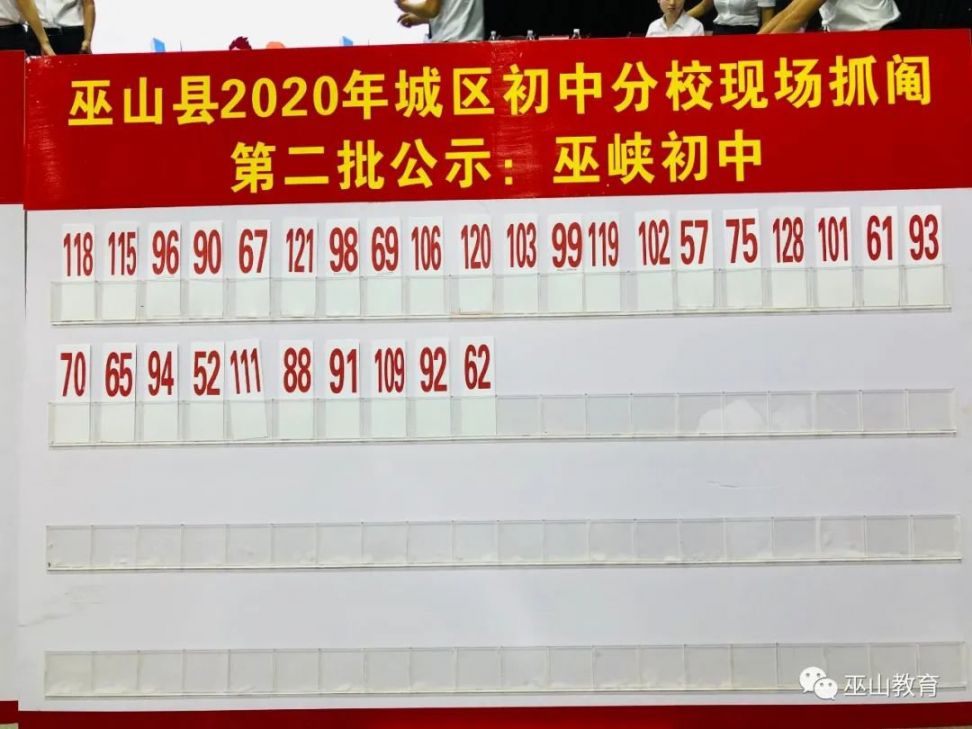 巫山县2020年城区初中分校现场抓阄
第二批公示：巫峡初中
118 115 96 90 67 121 98 69 106 120 103 99 119 102 57 75 128 101 61 93
70 65 94 52 111 88 91 109 92 62
巫山教育